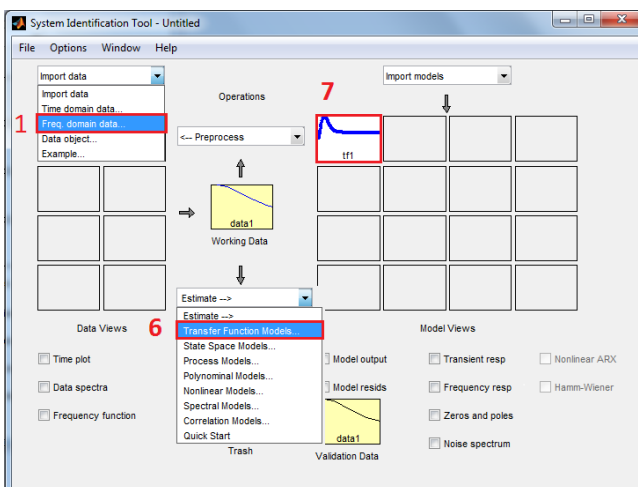 System Identification Tool - Untitled
File Options Window Help
Import data
Import data
Time domain data...
1 Freq. domain data...
Data object...
Example...
Operations
<-- Preprocess
7
Import models
tf1
data1
Working Data
Estimate -->
Estimate -->
6 Transfer Function Models...
State Space Models...
Process Models...
Polynominal Models...
Nonlinear Models...
Spectral Models...
Correlation Models...
Quick Start
Data Views
Time plot
Data spectra
Frequency function
Trash
Model Views
Model output
Model resids
data1
Validation Data
Transient resp
Frequency resp
Zeros and poles
Noise spectrum
Nonlinear ARX
Hamm-Wiener